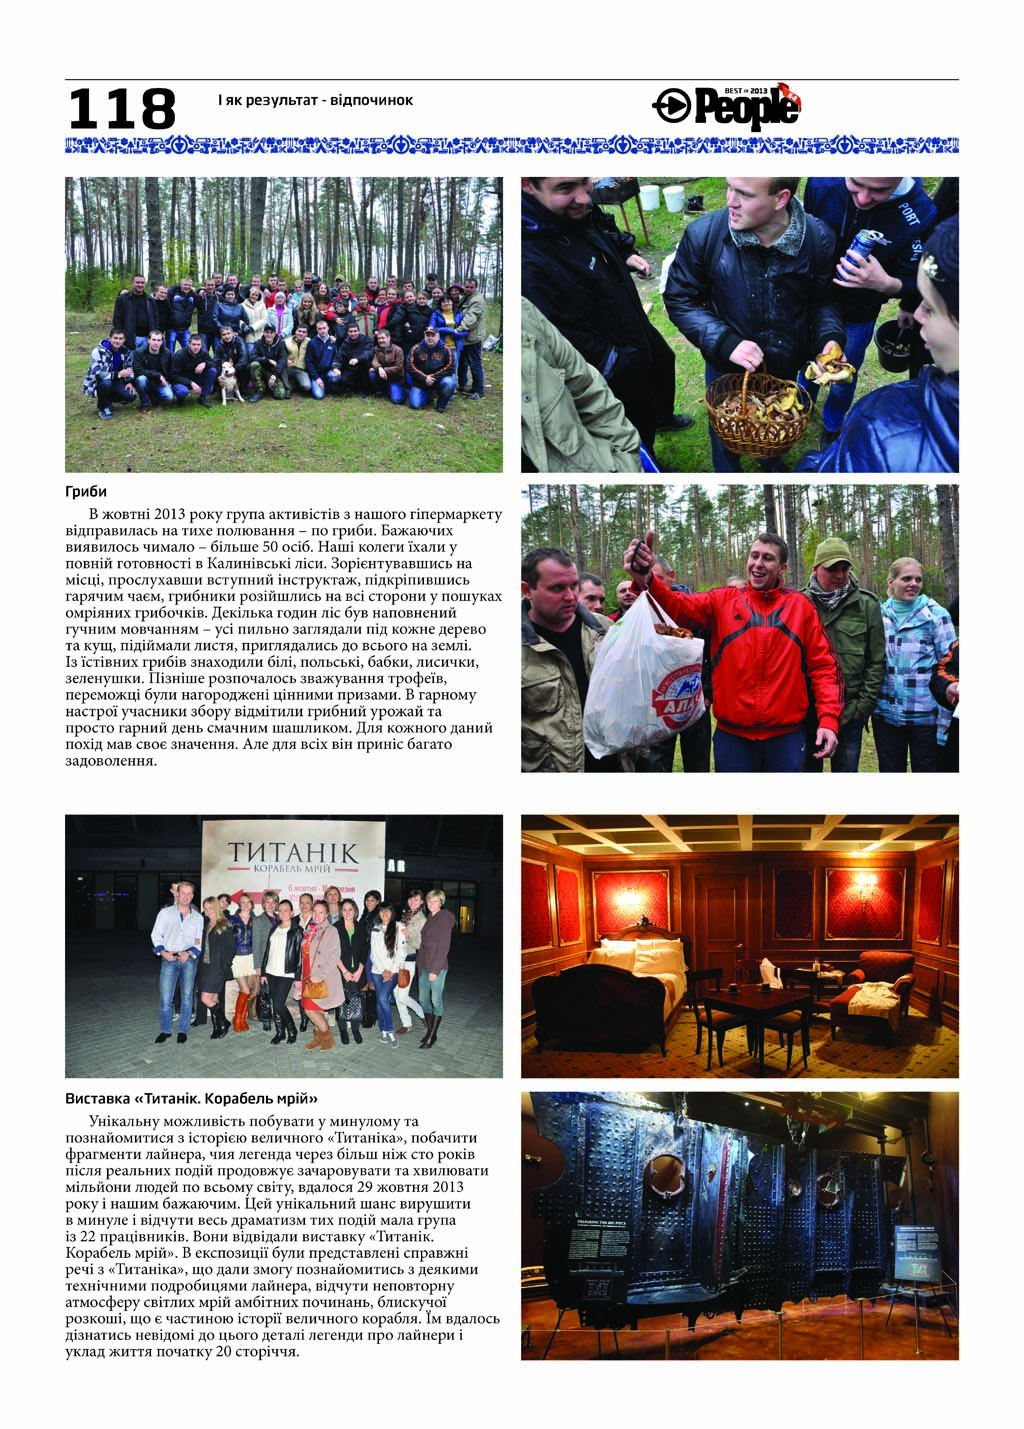 118
І як результат - відпочинок
BEST OF 2013
People
PORT
Гриби
В жовтні 2013 року група активістів з нашого гіпермаркету
відправилась на тихе полювання – по гриби. Бажаючих
виявилось чимало – більше 50 осіб. Наші колеги їхали у
повній готовності в Калинівські ліси. Зорієнтувавшись на
місці, прослухавши вступний інструктаж, підкріпившись
гарячим чаєм, грибники розійшлись на всі сторони у пошуках
омріяних грибочків. Декілька годин ліс був наповнений
гучним мовчанням – усі пильно заглядали під кожне дерево
та кущ, підіймали листя, приглядались до всього на землі.
Із їстівних грибів знаходили білі, польські, бабки, лисички,
зеленушки. Пізніше розпочалось зважування трофеїв,
переможці були нагороджені цінними призами. В гарному
настрої учасники збору відмітили грибний урожай та
просто гарний день смачним шашликом. Для кожного даний
похід мав своє значення. Але для всіх він приніс багато
задоволення.
ТИТАНІК
КОРАБЕЛЬ МРІЙ
Виставка «Титанік. Корабель мрій»
Унікальну можливість побувати у минулому та
познайомитися з історією величного «Титаніка», побачити
фрагменти лайнера, чия легенда через більш ніж сто років
після реальних подій продовжує зачаровувати та хвилювати
мільйони людей по всьому світу, вдалося 29 жовтня 2013
року і нашим бажаючим. Цей унікальний шанс вирушити
в минуле і відчути весь драматизм тих подій мала група
із 22 працівників. Вони відвідали виставку «Титанік.
Корабель мрій». В експозиції були представлені справжні
речі з «Титаніка», що дали змогу познайомитись з деякими
технічними подробицями лайнера, відчути неповторну
атмосферу світлих мрій амбітних починань, блискучої
розкоші, що є частиною історії величного корабля. Їм вдалось
дізнатись невідомі до цього деталі легенди про лайнери і
уклад життя початку 20 сторіччя.